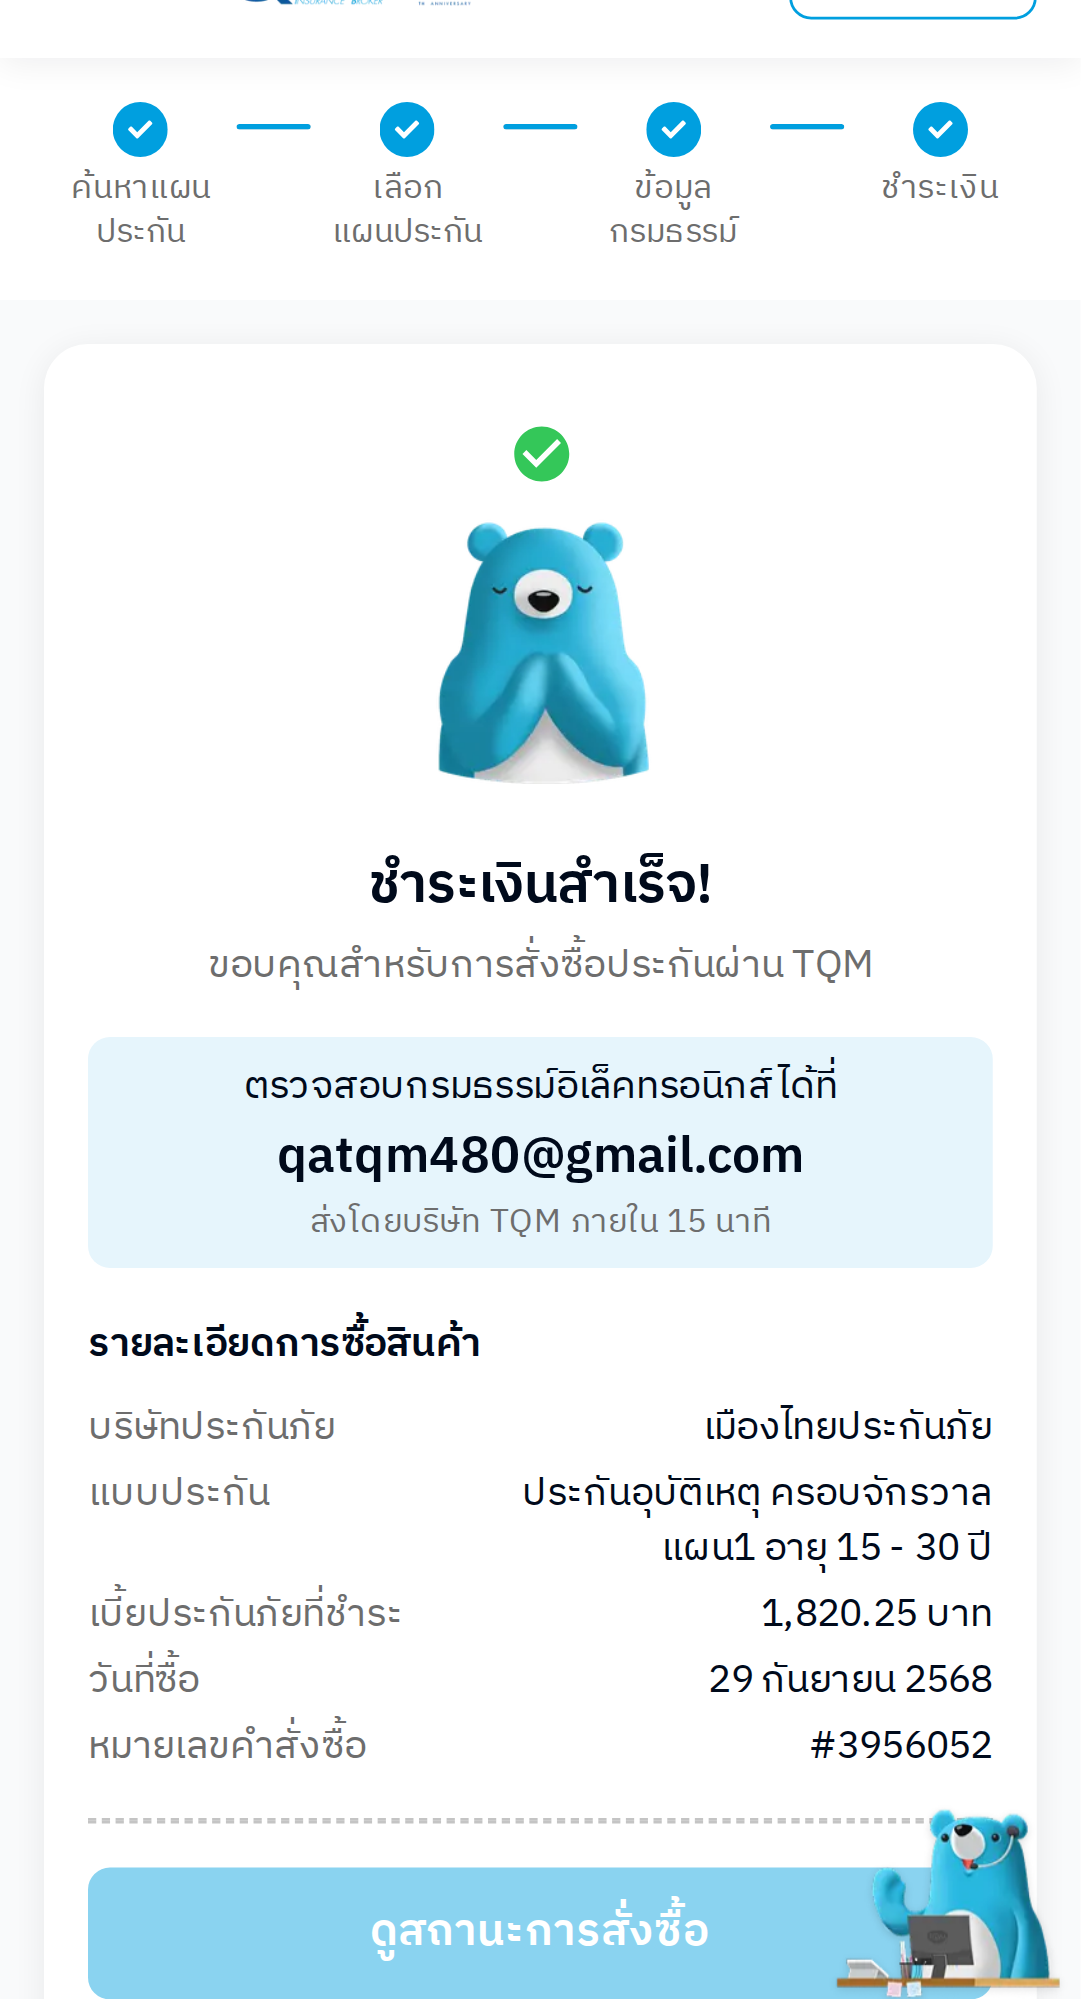 INSURANCE BROKER
TH ANNIVERSARY
ค้นหาแผน
ประกัน
เลือก
แผนประกัน
ข้อมูล
กรมธรรม์
ชำระเงิน
ชำระเงินสำเร็จ!
ขอบคุณสำหรับการสั่งซื้อประกันผ่าน TQM
ตรวจสอบกรมธรรม์อิเล็คทรอนิกส์ ได้ที่
qatqm480@gmail.com
ส่งโดยบริษัท TQM ภายใน 15 นาที
รายละเอียดการซื้อสินค้า
บริษัทประกันภัย เมืองไทยประกันภัย
แบบประกัน ประกันอุบัติเหตุ ครอบจักรวาล
แผน1 อายุ 15 - 30 ปี
เบี้ยประกันภัยที่ชำระ 1,820.25 บาท
วันที่ซื้อ 29 กันยายน 2568
หมายเลขคำสั่งซื้อ #3956052
ดูสถานะการสั่งซื้อ